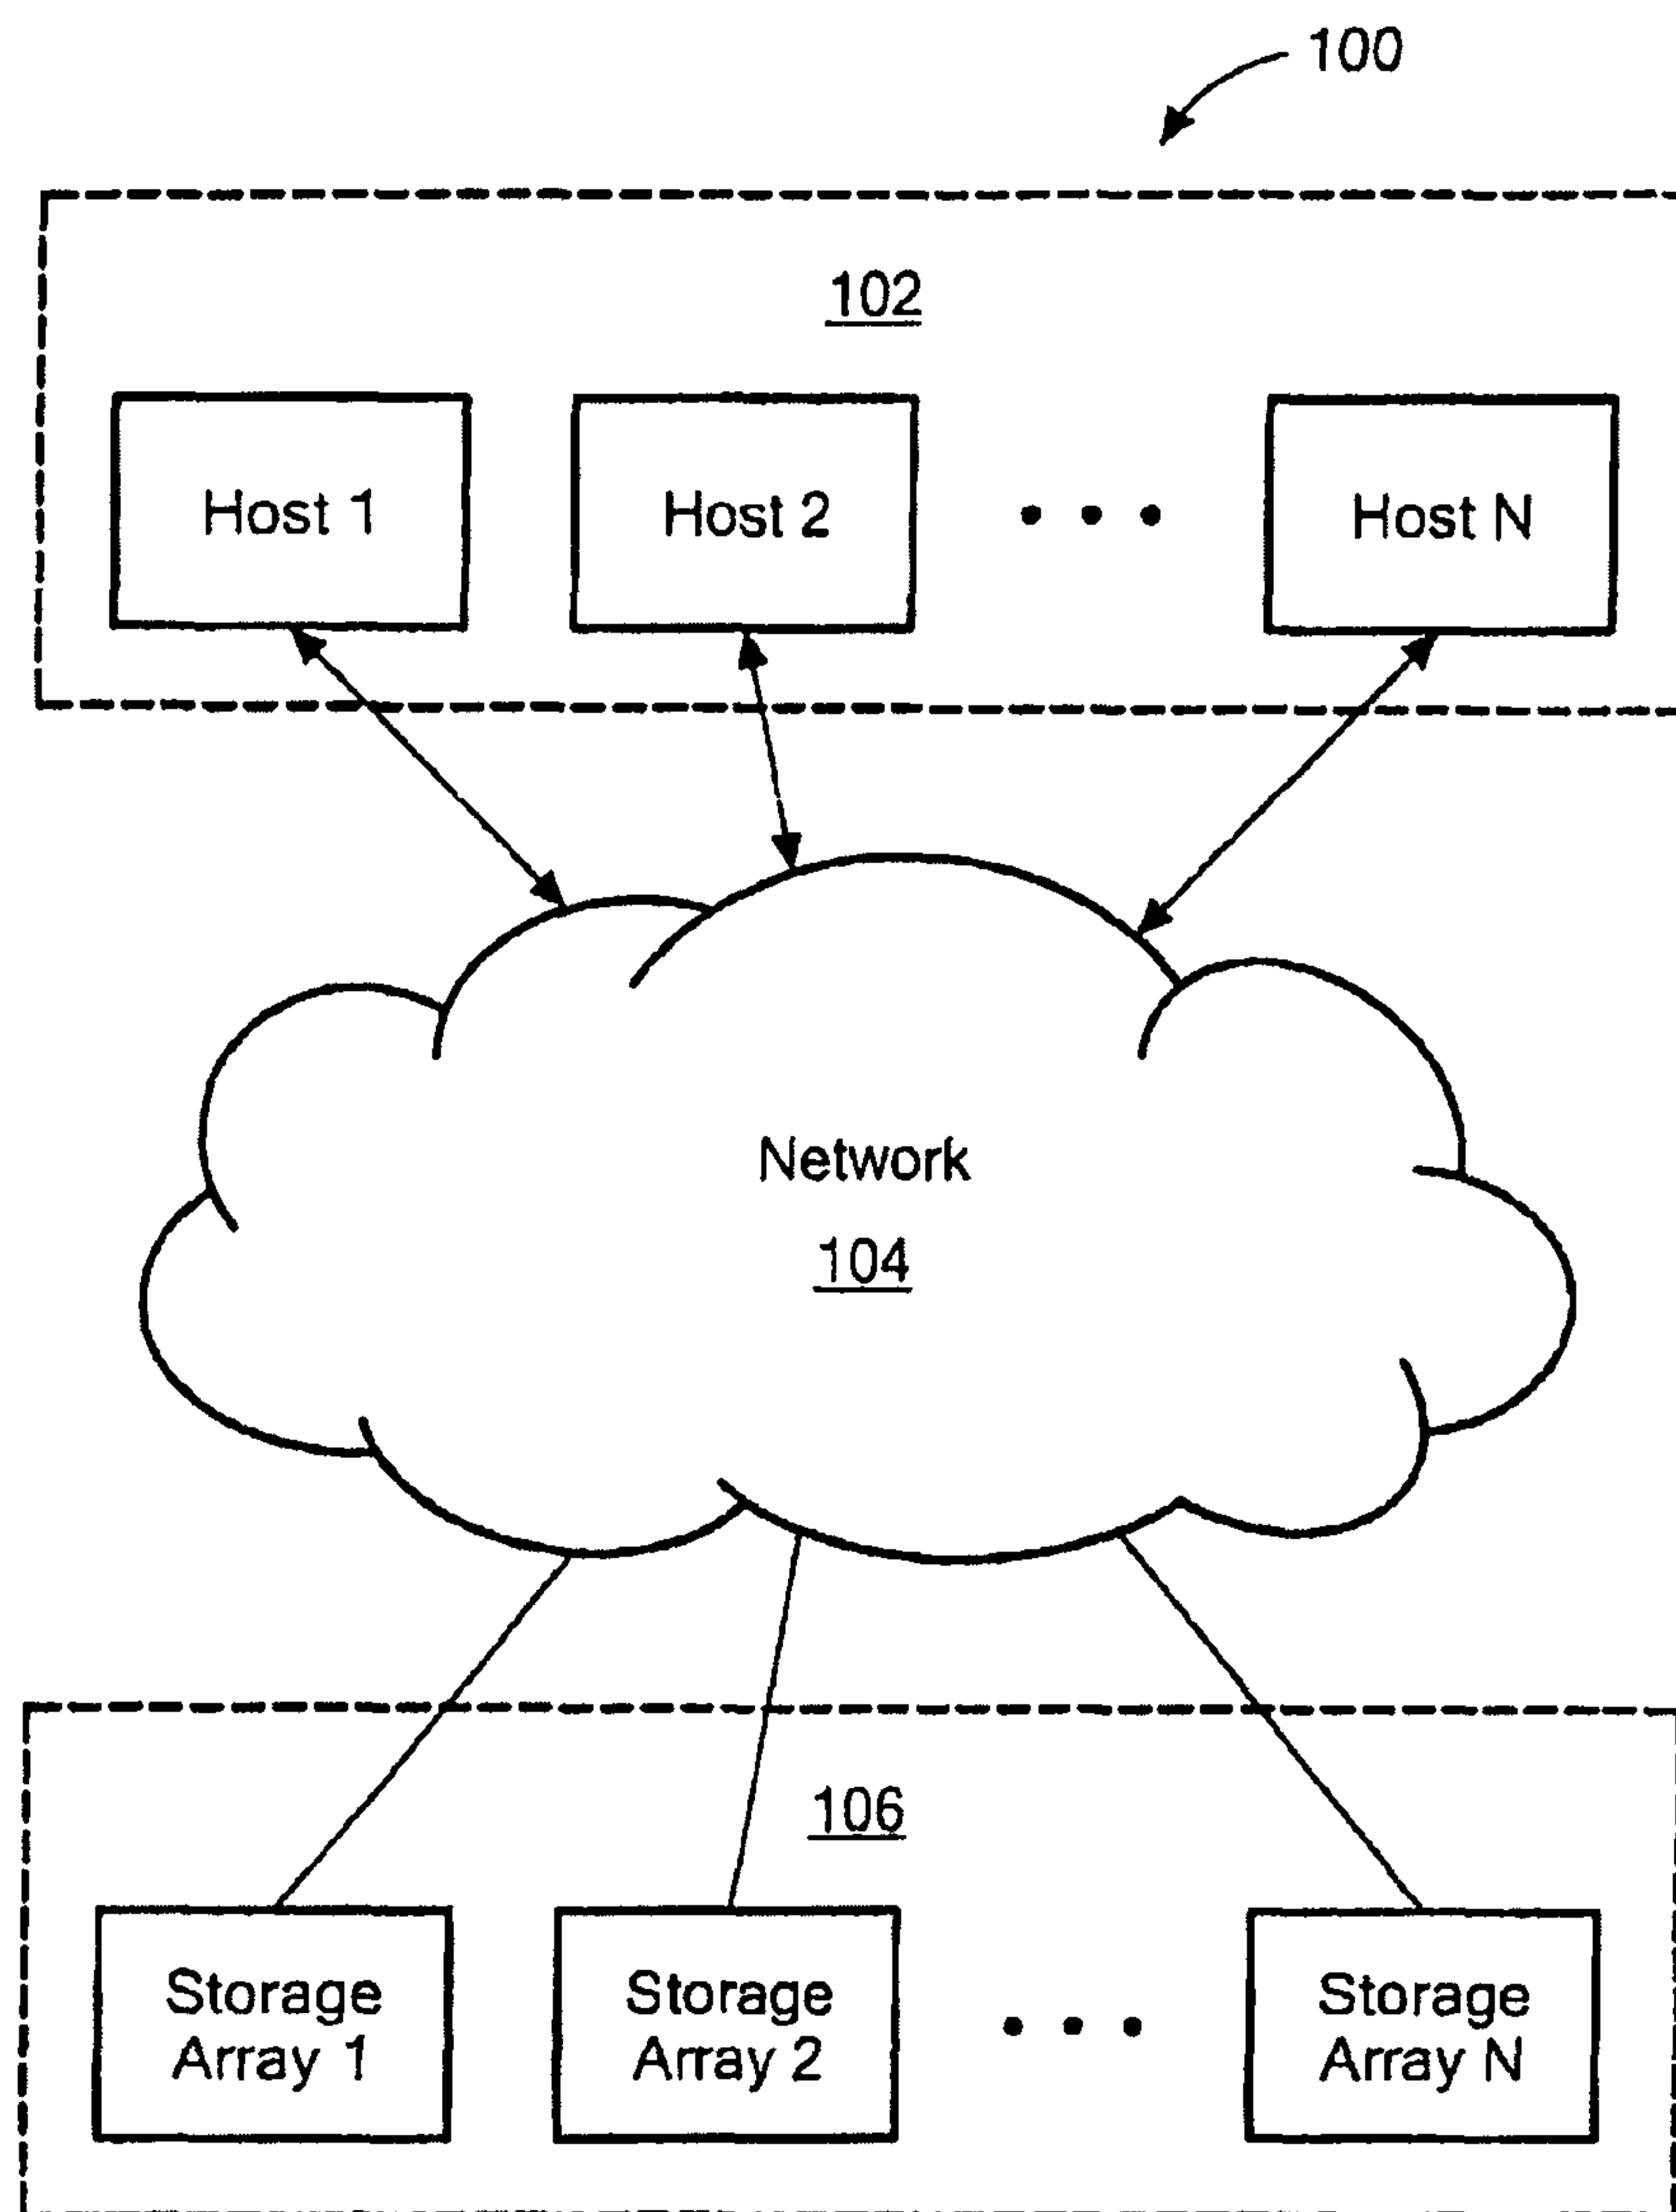 100
102
Host 1
Host 2
Host N
Network
104
106
Storage
Array 1
Storage
Array 2
Storage
Array N